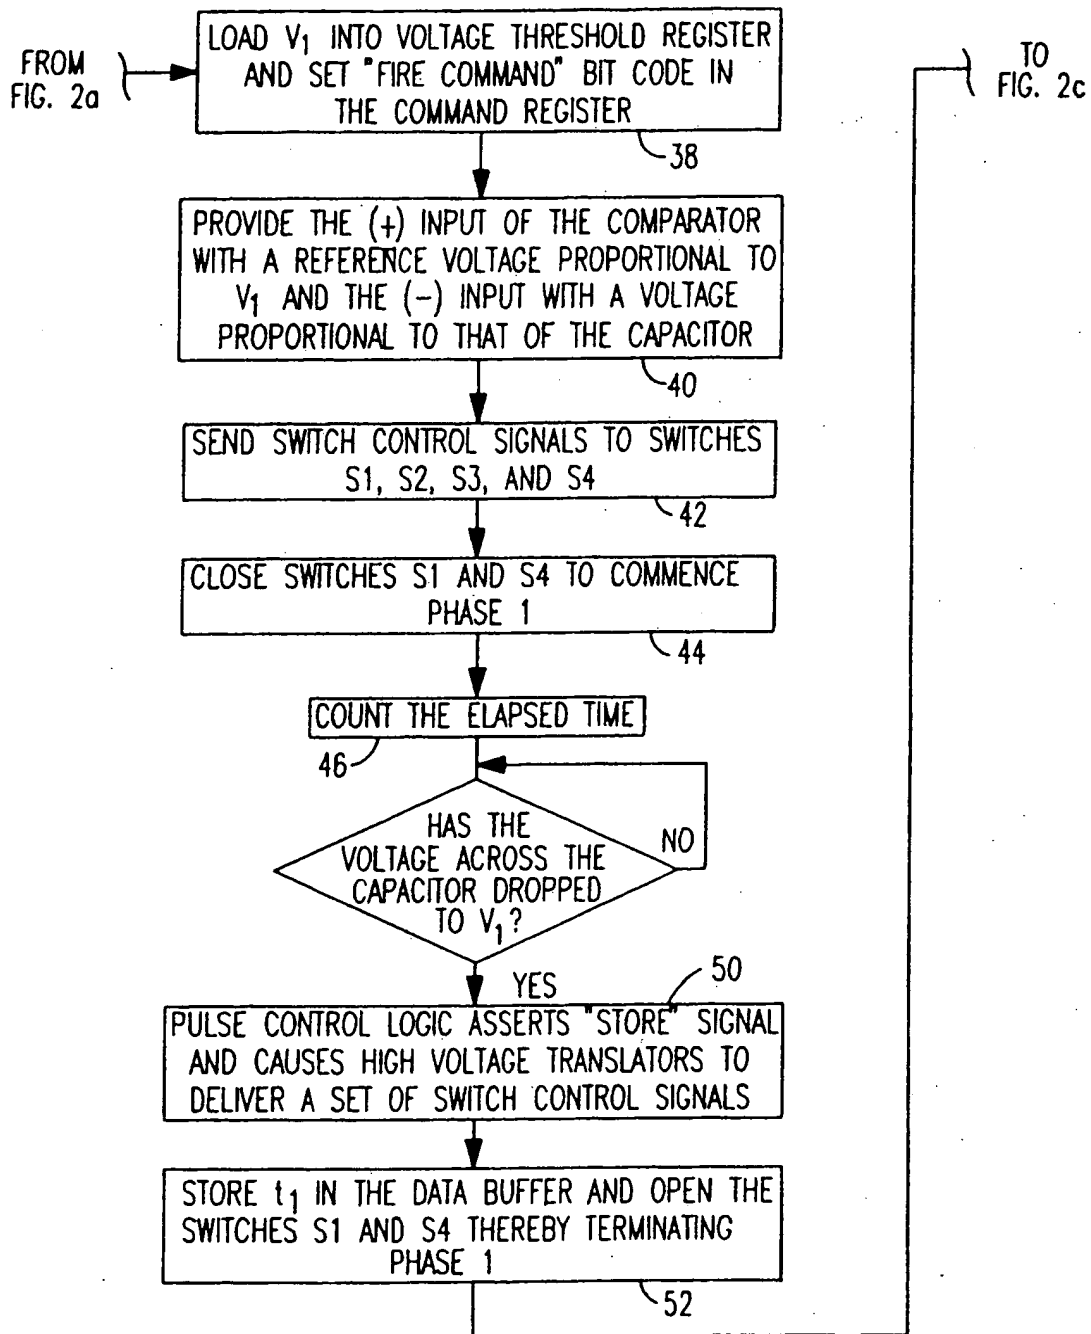 FROM
FIG. 2a
LOAD V1 INTO VOLTAGE THRESHOLD REGISTER
AND SET "FIRE COMMAND" BIT CODE IN
THE COMMAND REGISTER
38
TO
FIG. 2c
PROVIDE THE (+) INPUT OF THE COMPARATOR
WITH A REFERENCE VOLTAGE PROPORTIONAL TO
V1 AND THE (-) INPUT WITH A VOLTAGE
PROPORTIONAL TO THAT OF THE CAPACITOR
40
SEND SWITCH CONTROL SIGNALS TO SWITCHES
S1, S2, S3, AND S4
42
CLOSE SWITCHES S1 AND S4 TO COMMENCE
PHASE 1
44
COUNT THE ELAPSED TIME
46
HAS THE
VOLTAGE ACROSS THE
CAPACITOR DROPPED
TO V1?
NO
YES
50
PULSE CONTROL LOGIC ASSERTS "STORE" SIGNAL
AND CAUSES HIGH VOLTAGE TRANSLATORS TO
DELIVER A SET OF SWITCH CONTROL SIGNALS
STORE t1 IN THE DATA BUFFER AND OPEN THE
SWITCHES S1 AND S4 THEREBY TERMINATING
PHASE 1
52